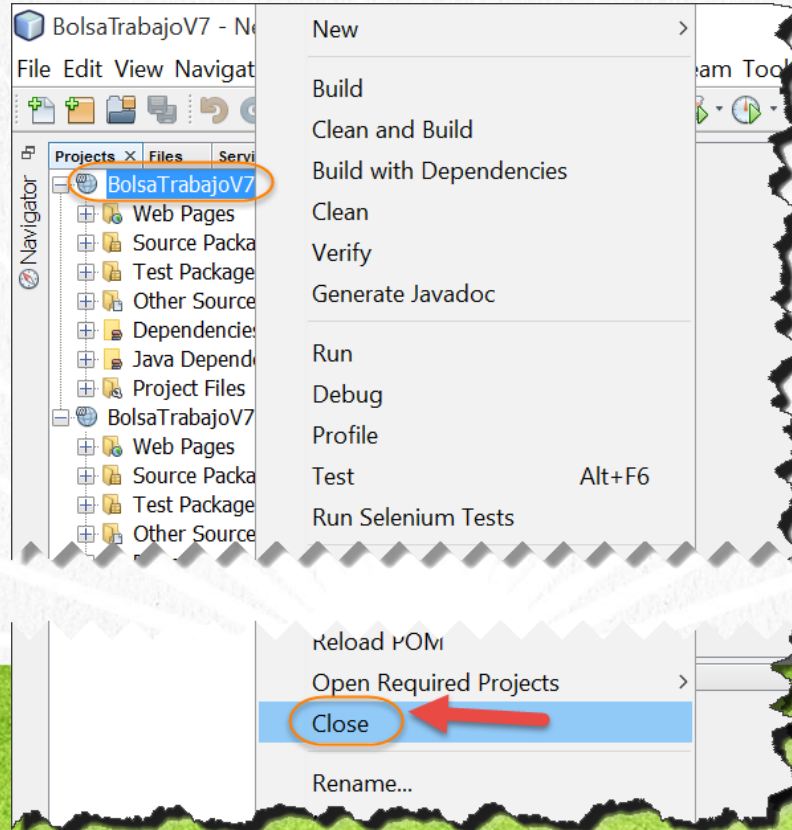 BolsaTrabajoV7 - Ne
File Edit View Navigat
eam Tool
Projects Files Servi
Navigator
BolsaTrabajoV7
Web Pages
Source Packa
Test Package
Other Source
Dependencies
Java Depende
Project Files
BolsaTrabajoV7
Web Pages
Source Packa
Test Package
Other Source
New
Build
Clean and Build
Build with Dependencies
Clean
Verify
Generate Javadoc
Run
Debug
Profile
Test Alt+F6
Run Selenium Tests
Reload POM
Open Required Projects
Close
Rename...